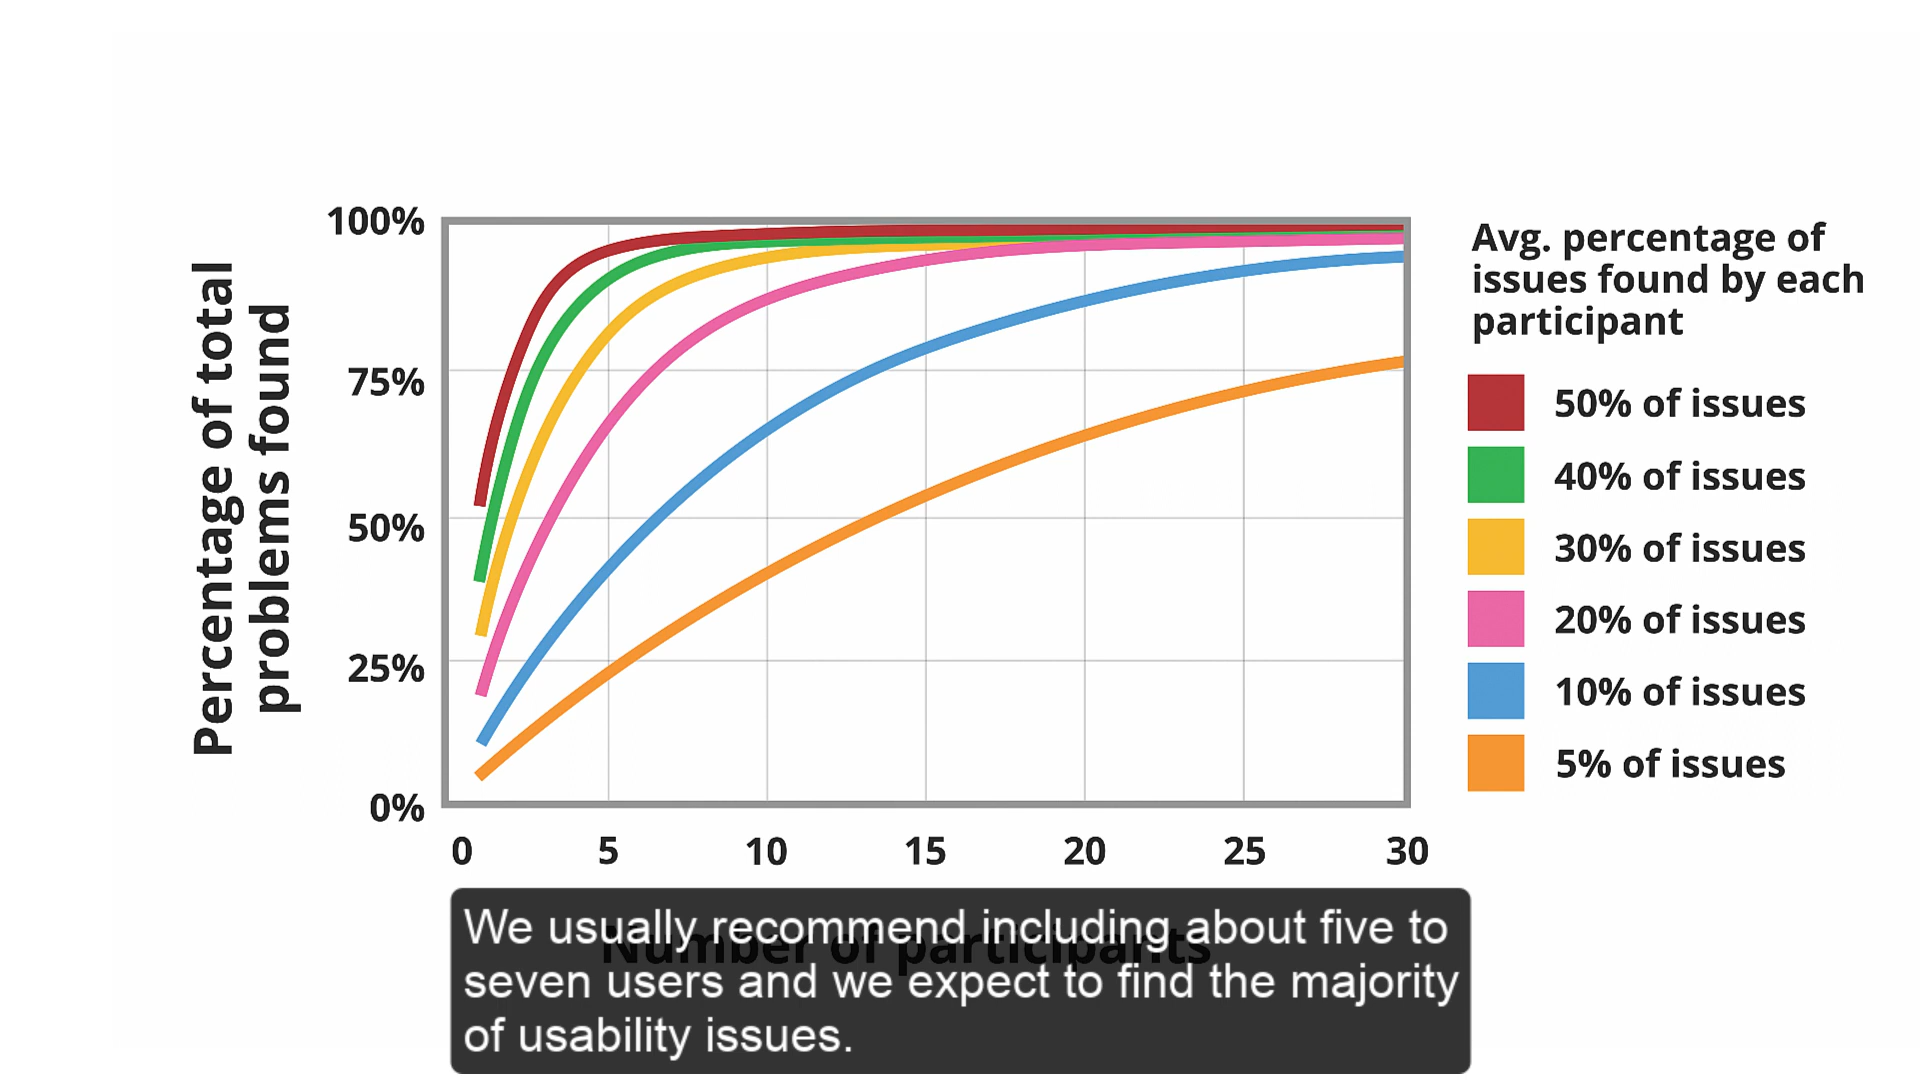 Percentage of total
problems found
100%
75%
50%
25%
0%
0 5 10 15 20 25 30
Number of participants
Avg. percentage of
issues found by each
participant
50% of issues
40% of issues
30% of issues
20% of issues
10% of issues
5% of issues
We usually recommend including about five to
seven users and we expect to find the majority
of usability issues.